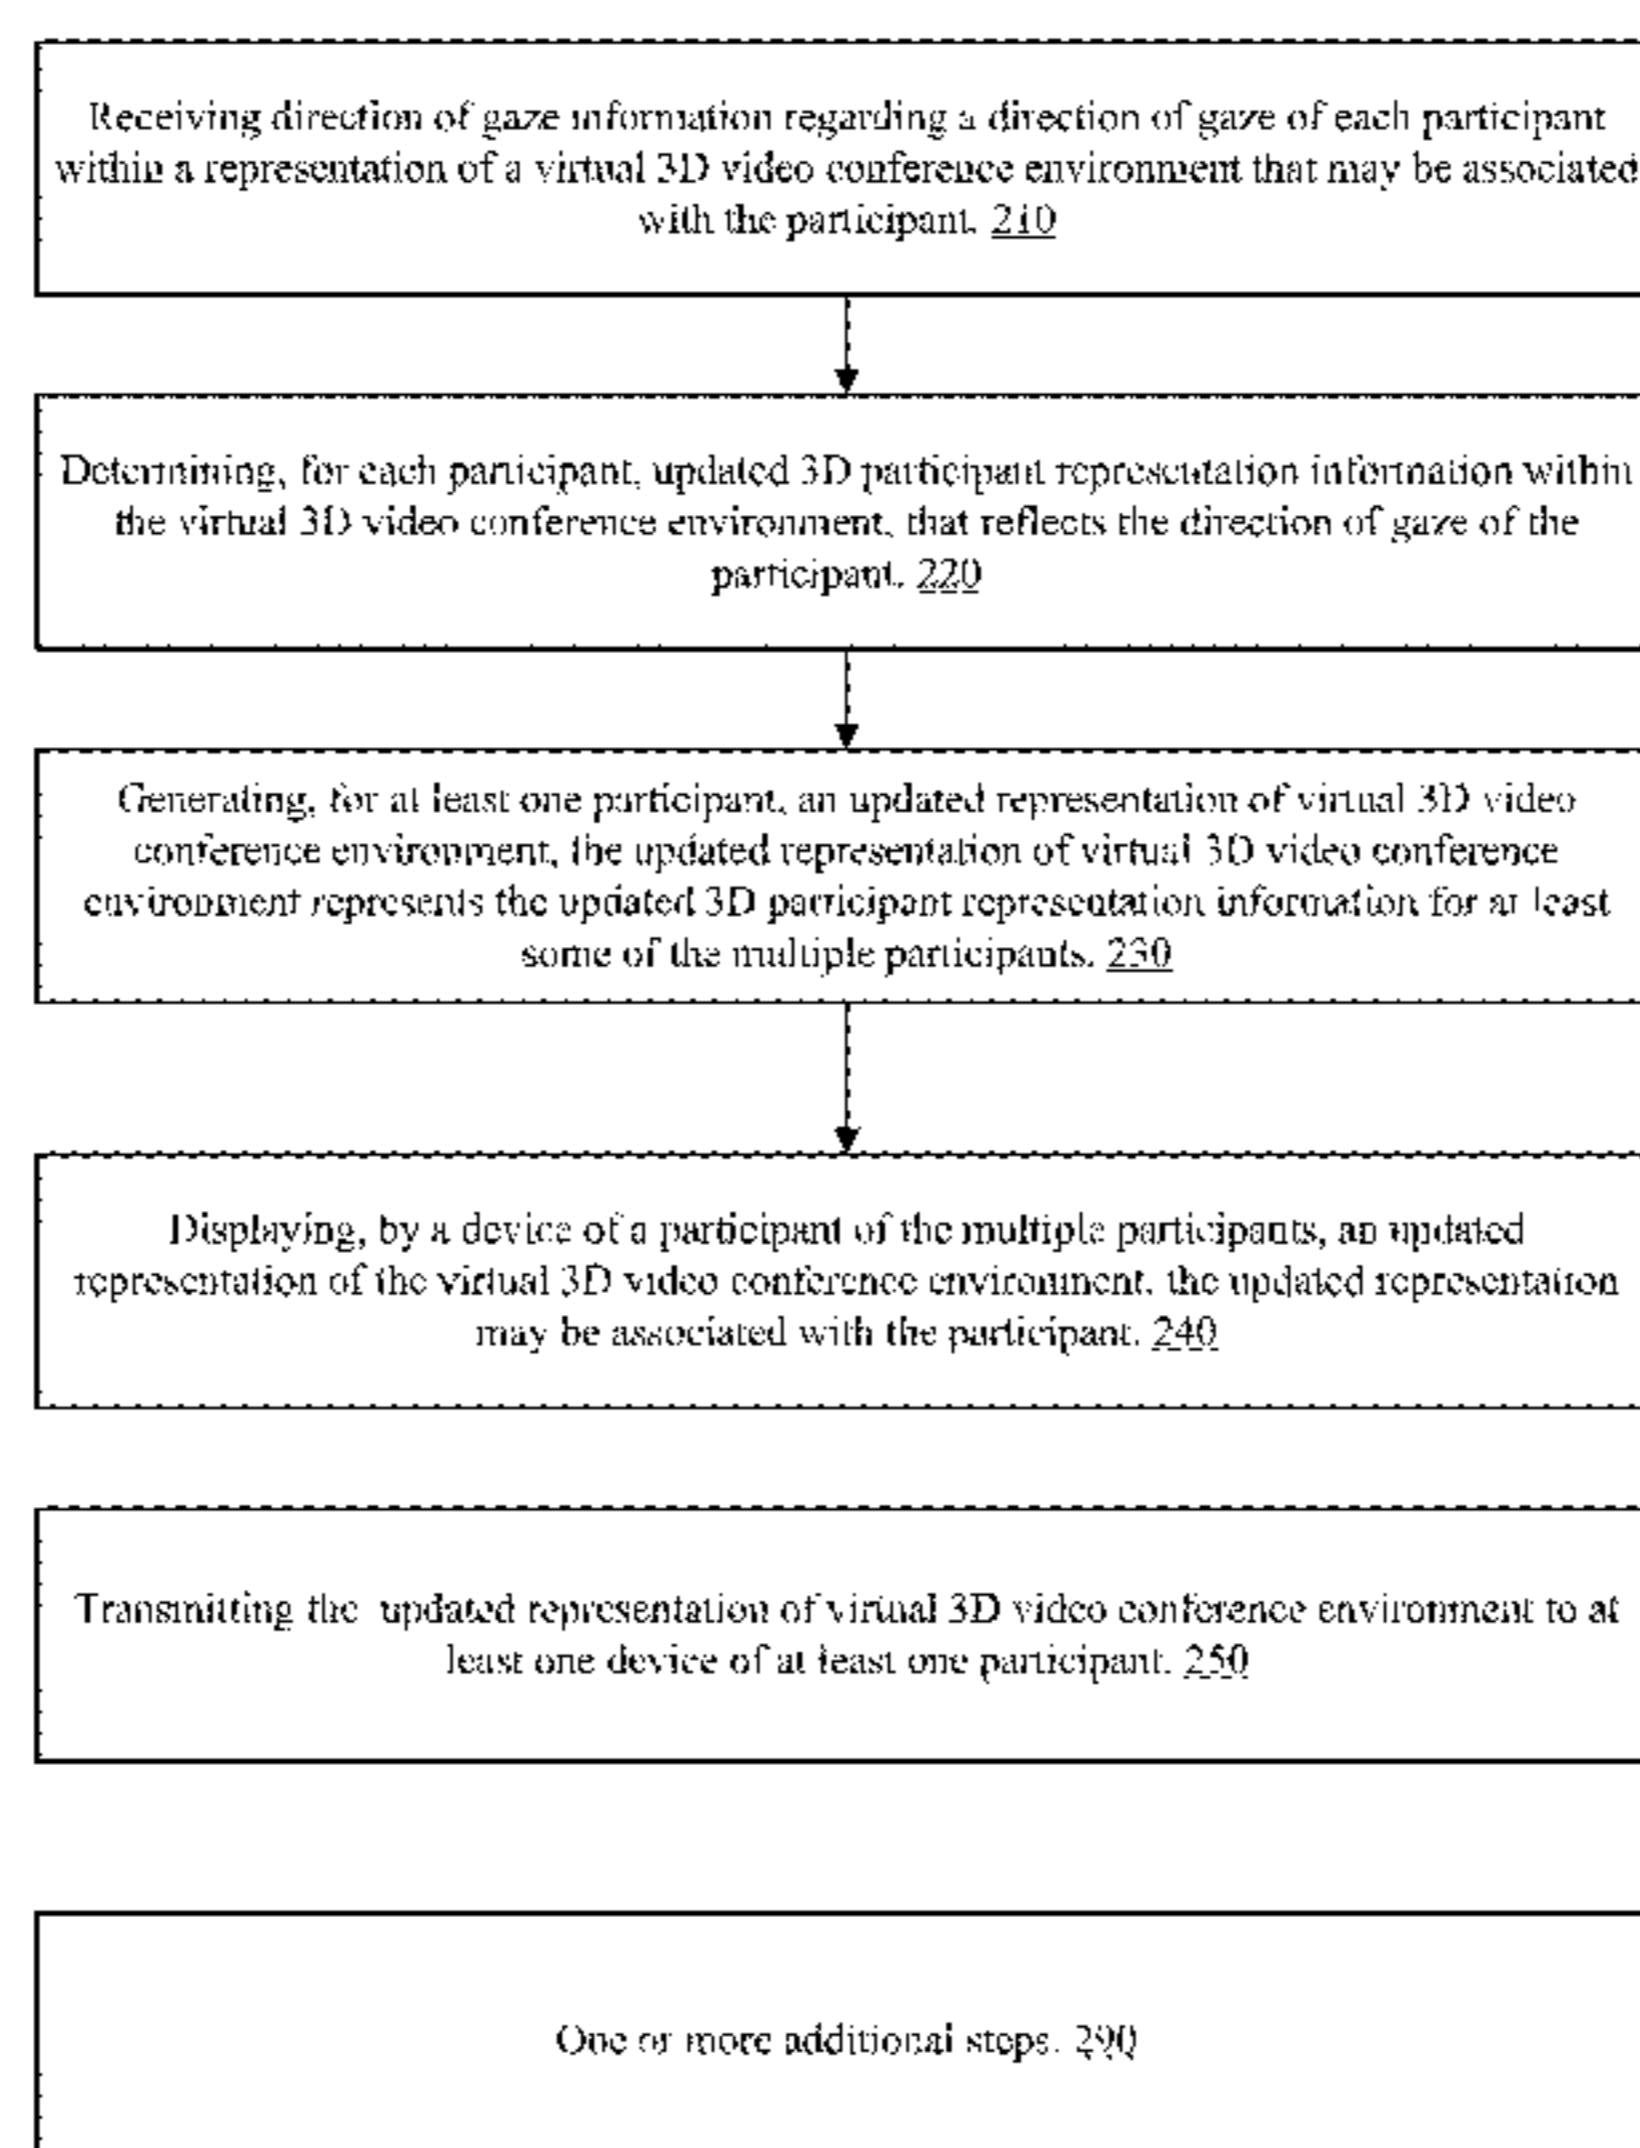 Receiving direction of gaze information regarding a direction of gaze of each participant
within a representation of a virtual 3D video conference environment that may be associated
with the participant. 210
Determining, for each participant, updated 3D participant representation information within
the virtual 3D video conference environment, that reflects the direction of gaze of the
participant. 220
Generating, for at least one participant, an updated representation of virtual 3D video
conference environment, the updated representation of virtual 3D video conference
environment represents the updated 3D participant representation information for at least
some of the multiple participants. 230
Displaying, by a device of a participant of the multiple participants, an updated
representation of the virtual 3D video conference environment, the updated representation
may be associated with the participant. 240
Transmitting the updated representation of virtual 3D video conference environment to at
least one device of at least one participant. 250
One or more additional steps. 290